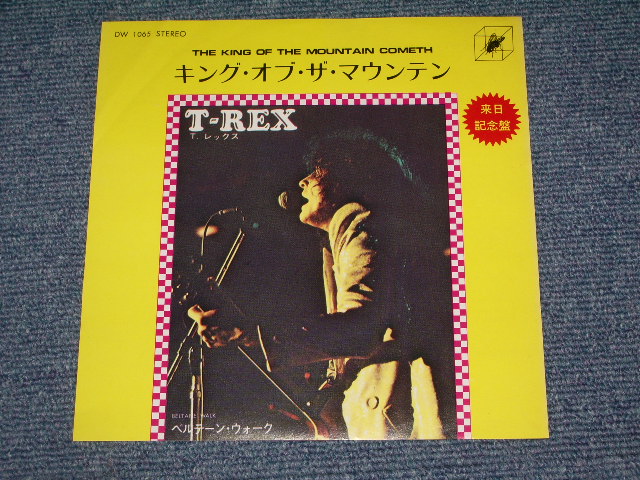 DW 1065 STEREO
THE KING OF THE MOUNTAIN COMETH
キング・オブ・ザ・マウンテン
来日
記念盤
T-REX
T. レックス
BELTANE WALK
ベルテーン・ウォーク